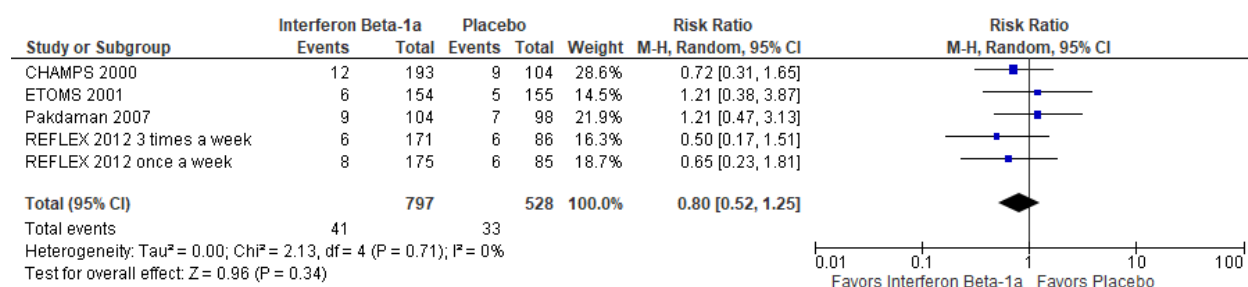 Interferon Beta-1a Placebo Risk Ratio Risk Ratio
Study or Subgroup Events Total Events Total Weight M-H, Random, 95% CI M-H, Random, 95% CI
CHAMPS 2000 12 193 9 104 28.6% 0.72 [0.31, 1.65]
ETOMS 2001 6 154 5 155 14.5% 1.21 [0.38, 3.87]
Pakdaman 2007 9 104 7 98 21.9% 1.21 [0.47, 3.13]
REFLEX 2012 3 times a week 6 171 6 86 16.3% 0.50 [0.17, 1.51]
REFLEX 2012 once a week 8 175 6 85 18.7% 0.65 [0.23, 1.81]
Total (95% CI) 797 528 100.0% 0.80 [0.52, 1.25]
Total events 41 33
Heterogeneity: Tau² = 0.00; Chi² = 2.13, df = 4 (P = 0.71); I² = 0%
Test for overall effect: Z = 0.96 (P = 0.34)
0.01 0.1 1 10 100
Favors Interferon Beta-1a Favors Placebo